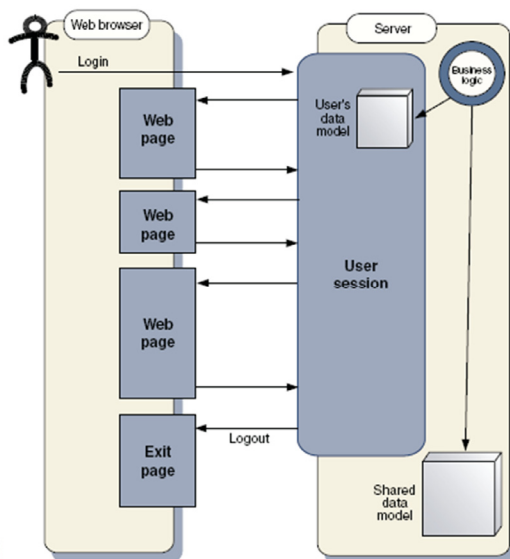 Web browser
Server
Login
Business
logic
User's
data
model
Web
page
Web
page
User
session
Web
page
Logout
Exit
page
Shared
data
model